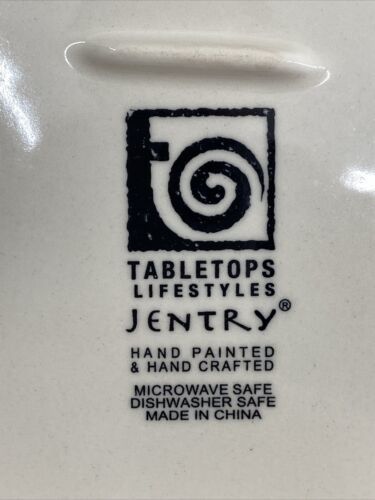 TABLETOPS
LIFESTYLES
JENTRY®
HAND PAINTED
& HAND CRAFTED
MICROWAVE SAFE
DISHWASHER SAFE
MADE IN CHINA